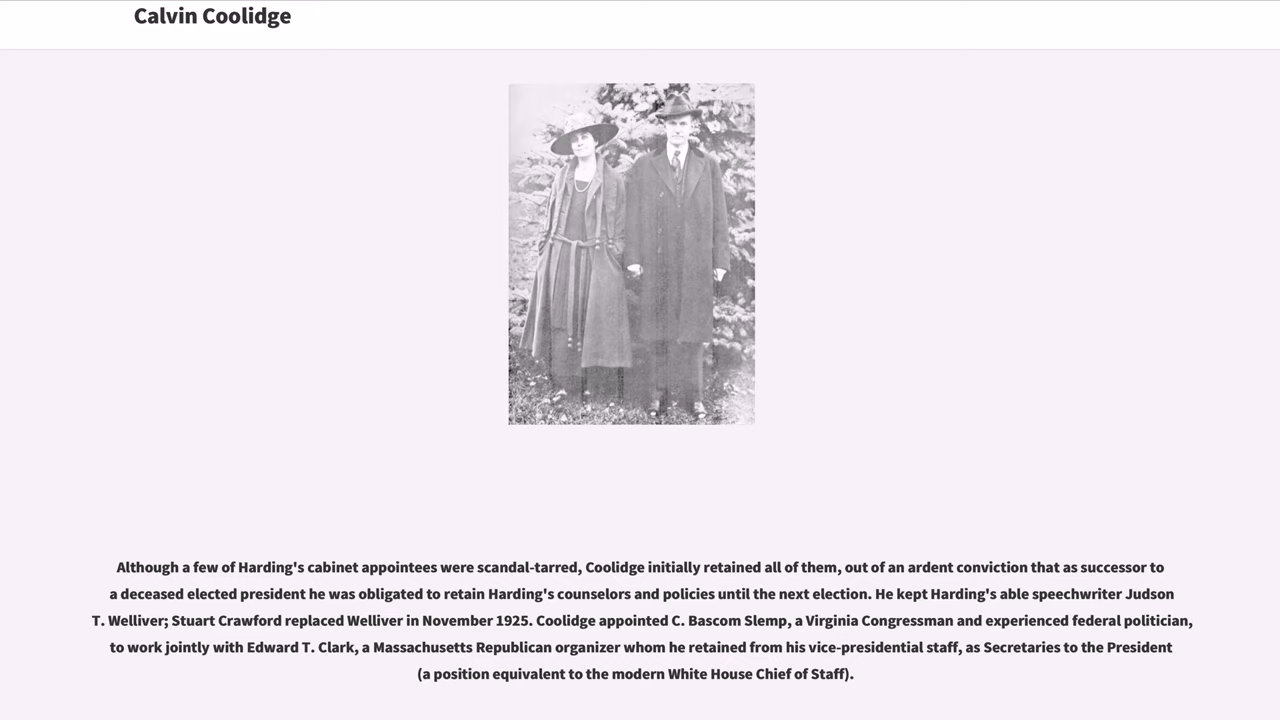 Calvin Coolidge
Although a few of Harding's cabinet appointees were scandal-tarred, Coolidge initially retained all of them, out of an ardent conviction that as successor to
a deceased elected president he was obligated to retain Harding's counselors and policies until the next election. He kept Harding's able speechwriter Judson
T. Welliver; Stuart Crawford replaced Welliver in November 1925. Coolidge appointed C. Bascom Slemp, a Virginia Congressman and experienced federal politician,
to work jointly with Edward T. Clark, a Massachusetts Republican organizer whom he retained from his vice-presidential staff, as Secretaries to the President
(a position equivalent to the modern White House Chief of Staff).